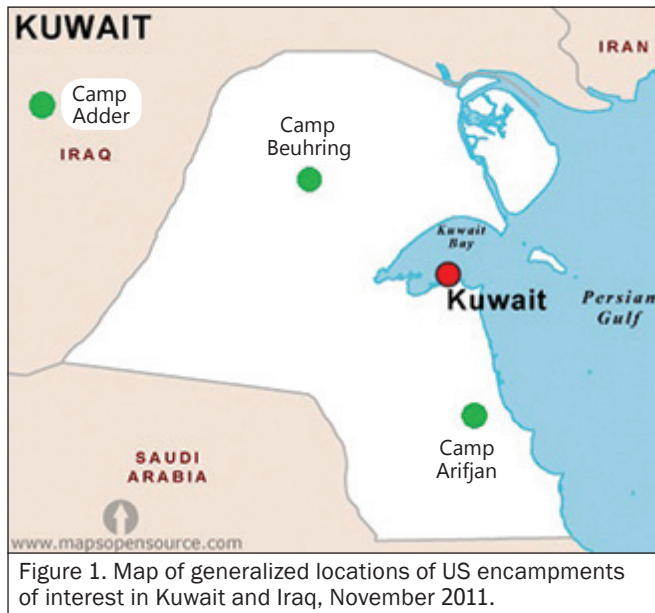 KUWAIT
IRAN
Camp
Adder
IRAQ
Camp
Beuhring
Kuwait
Bay
Kuwait
Persian
Gulf
Camp
Arifjan
SAUDI
ARABIA
www.mapsopensource.com
Figure 1. Map of generalized locations of US encampments
of interest in Kuwait and Iraq, November 2011.